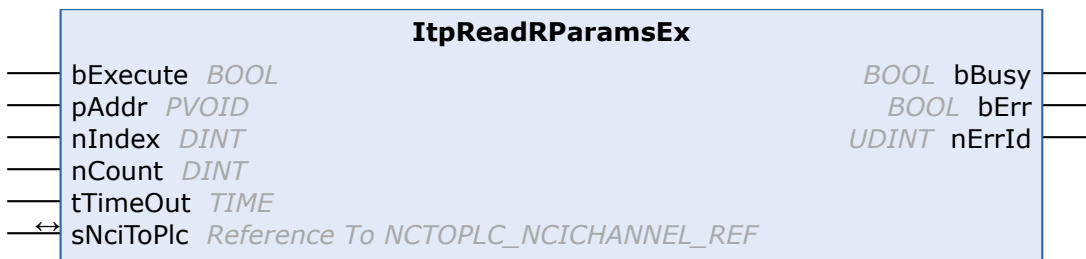 ItpReadRParamsEx
bExecute BOOL BOOL bBusy
pAddr PVOID BOOL bErr
nIndex DINT UDINT nErrId
nCount DINT
tTimeOut TIME
↔ sNciToPlc Reference To NCTOPLC_NCICHANNEL_REF